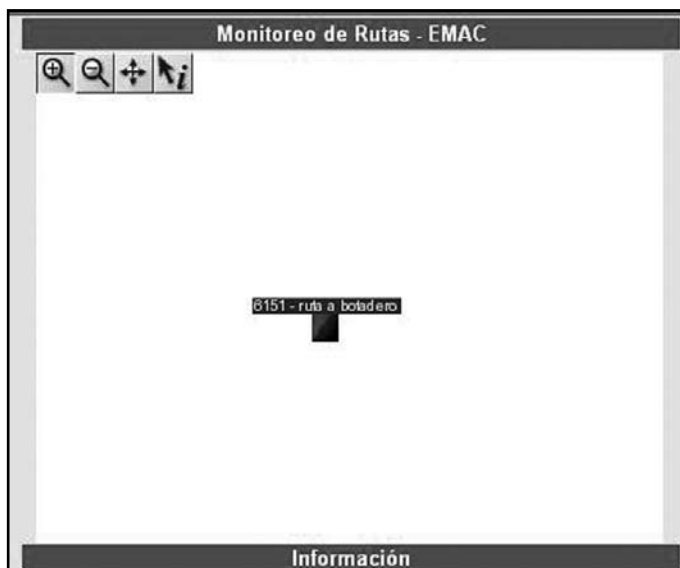 Monitoreo de Rutas - EMAC
6151 - ruta a botadero
Información